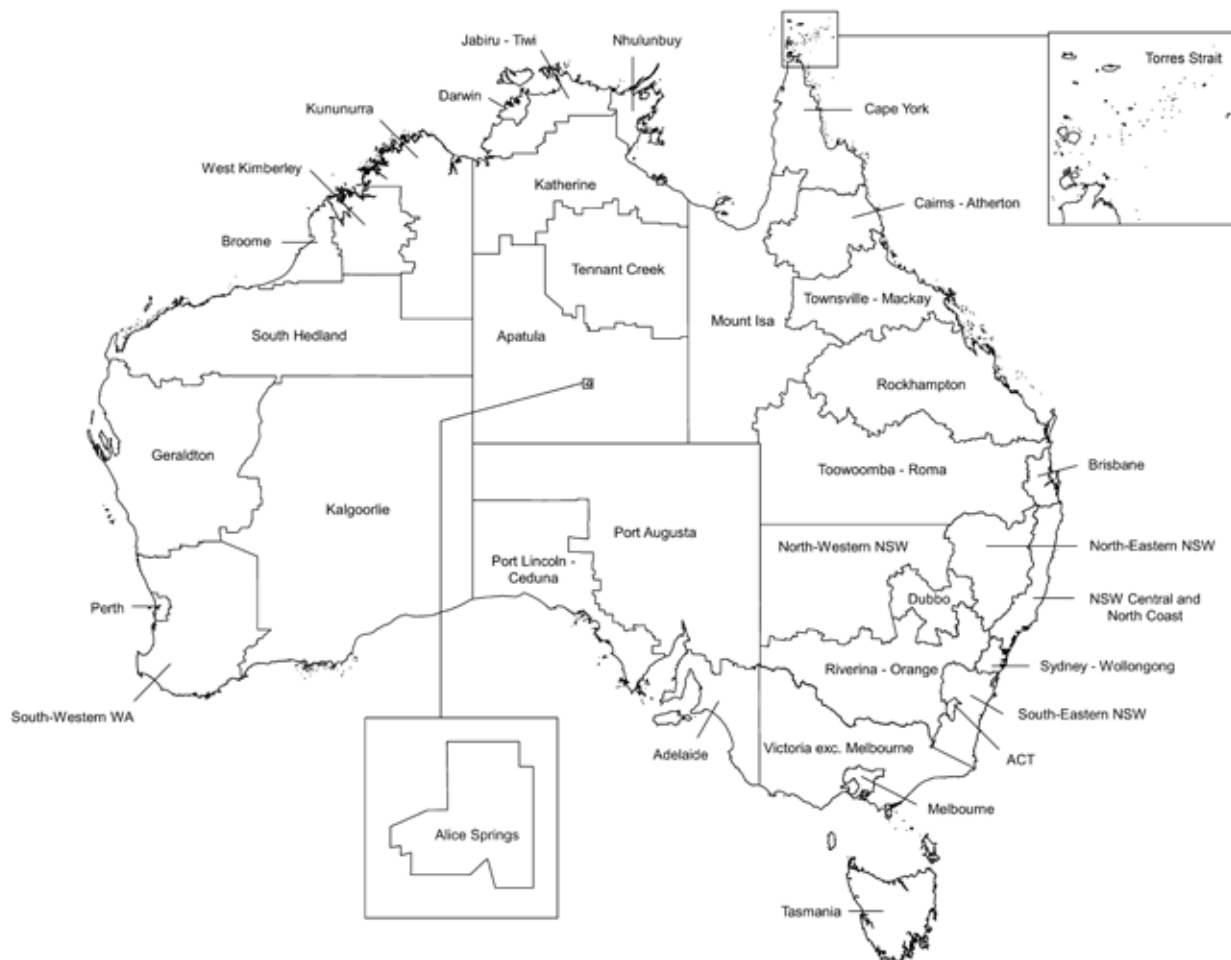 Jabiru - Tiwi
Nhulunbuy
Torres Strait
Darwin
Kununurra
Cape York
West Kimberley
Katherine
Cairns - Atherton
Broome
Tennant Creek
Townsville - Mackay
Mount Isa
South Hedland
Apatula
Rockhampton
Geraldton
Toowoomba - Roma
Brisbane
Kalgoorlie
Port Augusta
North-Western NSW
North-Eastern NSW
Port Lincoln -
Ceduna
Dubbo
Perth
NSW Central and
North Coast
Riverina - Orange
Sydney - Wollongong
South-Western WA
South-Eastern NSW
Adelaide
Victoria exc. Melbourne
ACT
Melbourne
Alice Springs
Tasmania